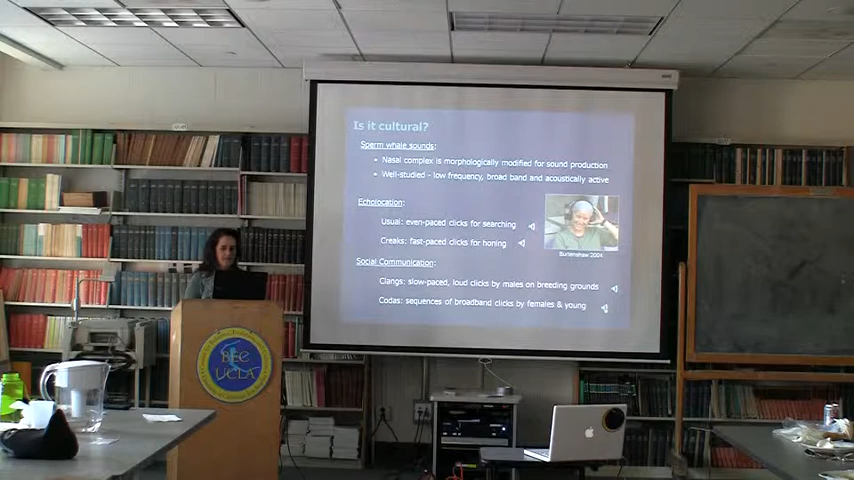 Is it cultural?
Sperm whale sounds:
• Nasal complex is morphologically modified for sound production
• Well-studied - low frequency, broad band and acoustically active
Echolocation:
Usual: even-paced clicks for searching
Creaks: fast-paced clicks for honing
Burtenshaw 2004
Social Communication:
Clangs: slow-paced, loud clicks by males on breeding grounds
Codas: sequences of broadband clicks by females & young
BEC
UCLA